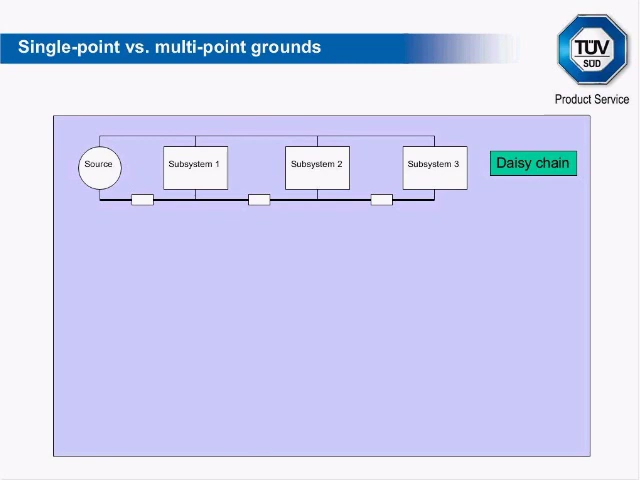 Single-point vs. multi-point grounds
TÜV
SÜD
Product Service
Source
Subsystem 1
Subsystem 2
Subsystem 3
Daisy chain